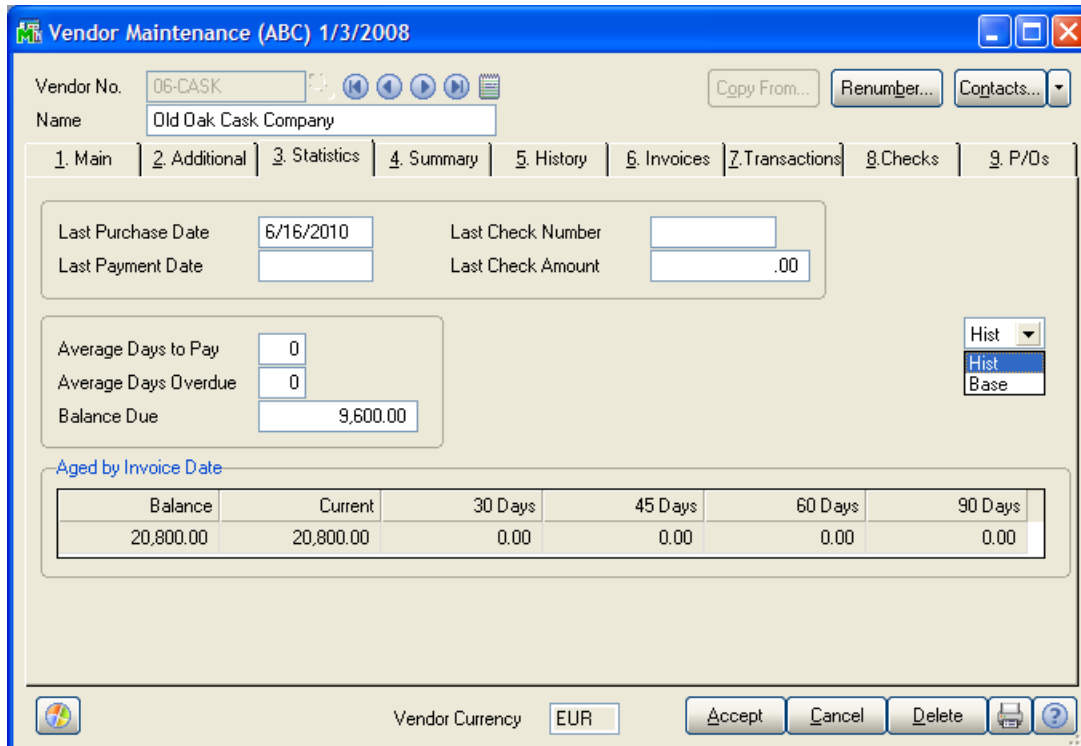 Vendor Maintenance (ABC) 1/3/2008
Vendor No. 06-CASK Copy From... Renumber... Contacts...
Name Old Oak Cask Company
1. Main 2. Additional 3. Statistics 4. Summary 5. History 6. Invoices 7.Transactions 8.Checks 9. P/Os
Last Purchase Date 6/16/2010 Last Check Number
Last Payment Date Last Check Amount .00
Hist
Average Days to Pay 0 Hist
Average Days Overdue 0 Base
Balance Due 9,600.00
Aged by Invoice Date
Balance Current 30 Days 45 Days 60 Days 90 Days
20,800.00 20,800.00 0.00 0.00 0.00 0.00
Vendor Currency EUR Accept Cancel Delete